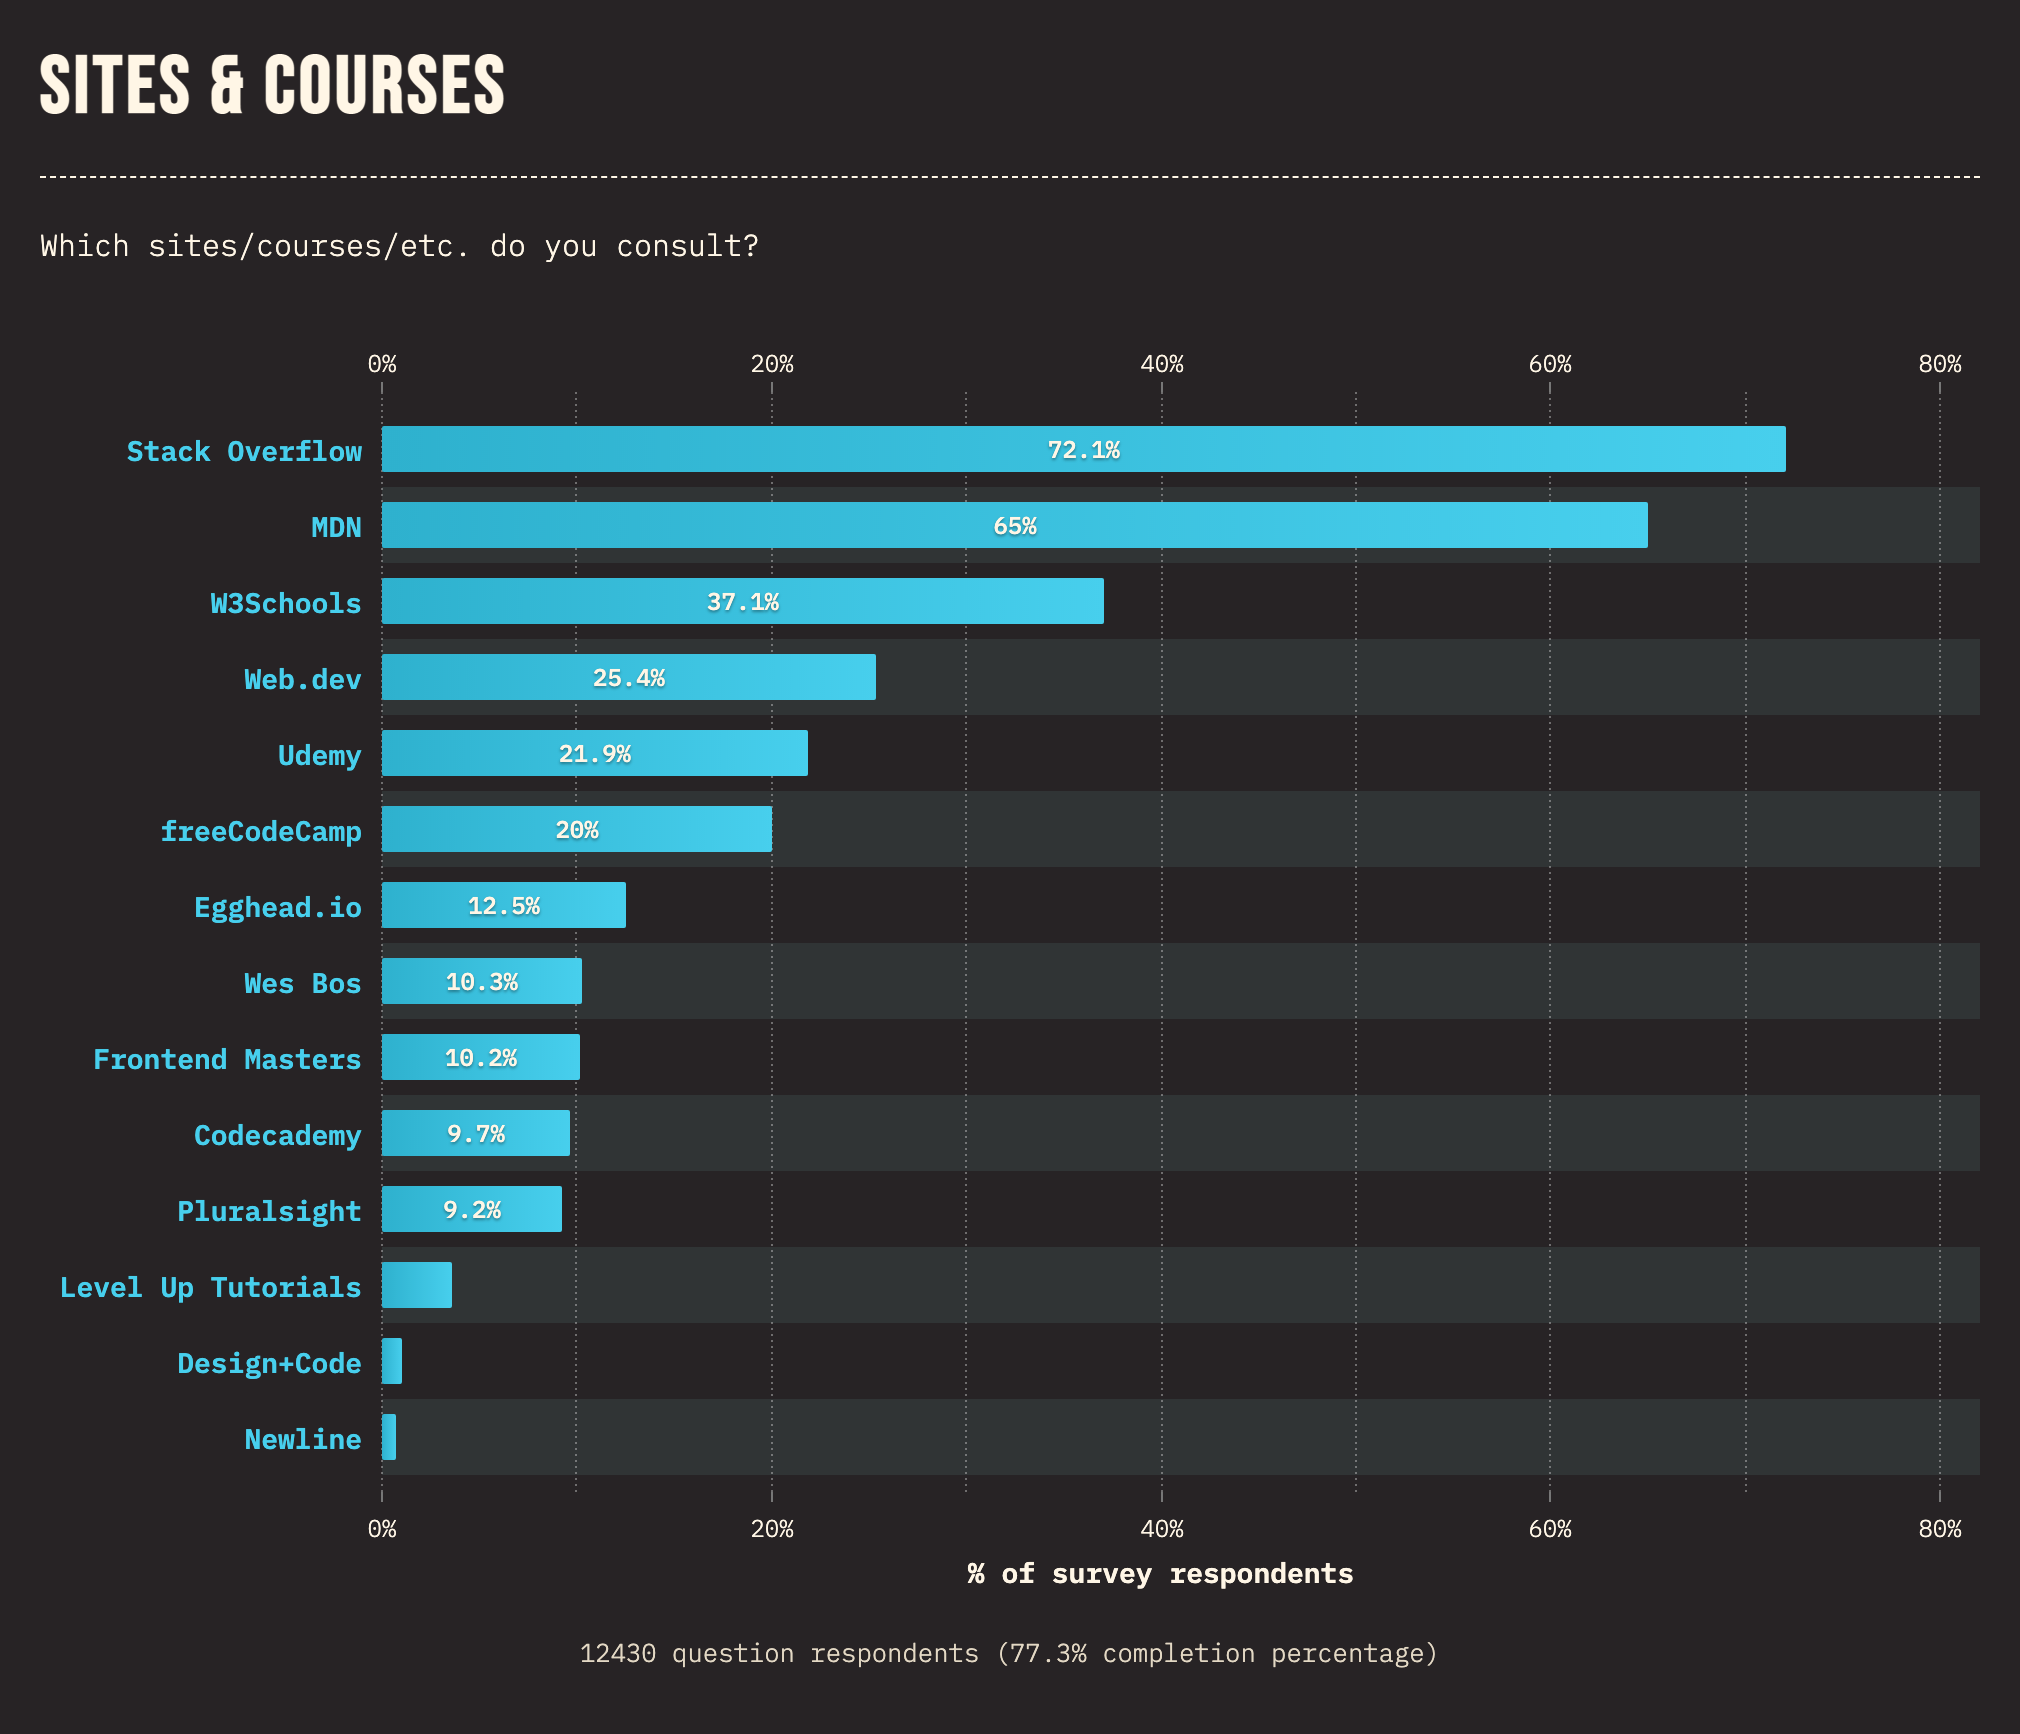 SITES & COURSES
Which sites/courses/etc. do you consult?
0% 20% 40% 60% 80%
Stack Overflow 72.1%
MDN 65%
W3Schools 37.1%
Web.dev 25.4%
Udemy 21.9%
freeCodeCamp 20%
Egghead.io 12.5%
Wes Bos 10.3%
Frontend Masters 10.2%
Codecademy 9.7%
Pluralsight 9.2%
Level Up Tutorials
Design+Code
Newline
0% 20% 40% 60% 80%
% of survey respondents
12430 question respondents (77.3% completion percentage)